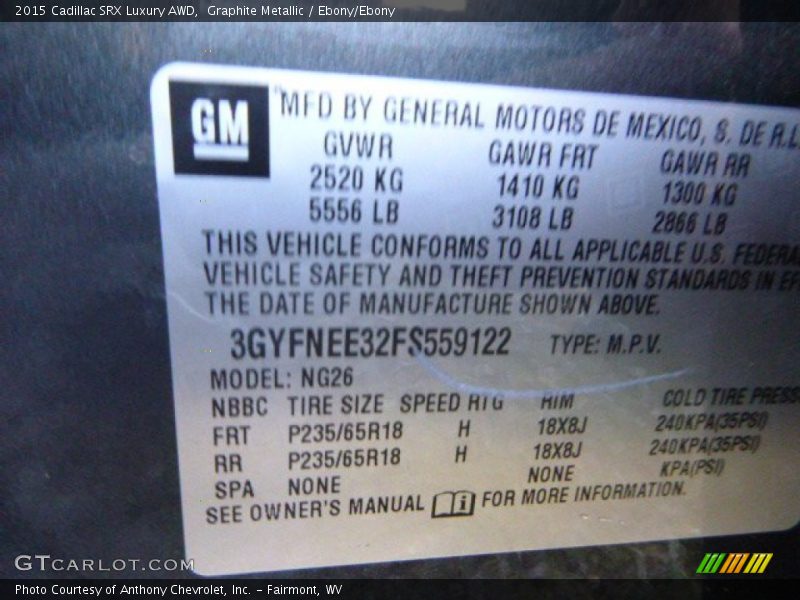 2015 Cadillac SRX Luxury AWD, Graphite Metallic / Ebony/Ebony
GM
MFD BY GENERAL MOTORS DE MEXICO, S. DE R.L.
GVWR GAWR FRT GAWR RR
2520 KG 1410 KG 1300 KG
5556 LB 3108 LB 2866 LB
THIS VEHICLE CONFORMS TO ALL APPLICABLE U.S. FEDERA
VEHICLE SAFETY AND THEFT PREVENTION STANDARDS IN EF
THE DATE OF MANUFACTURE SHOWN ABOVE.
3GYFNEE32FS559122 TYPE: M.P.V.
MODEL: NG26
NBBC TIRE SIZE SPEED RTG RIM COLD TIRE PRESS
FRT P235/65R18 H 18X8J 240KPA(35PSI)
RR P235/65R18 H 18X8J 240KPA(35PSI)
SPA NONE NONE KPA(PSI)
SEE OWNER'S MANUAL i FOR MORE INFORMATION.
GTCARLOT.COM
Photo Courtesy of Anthony Chevrolet, Inc. – Fairmont, WV